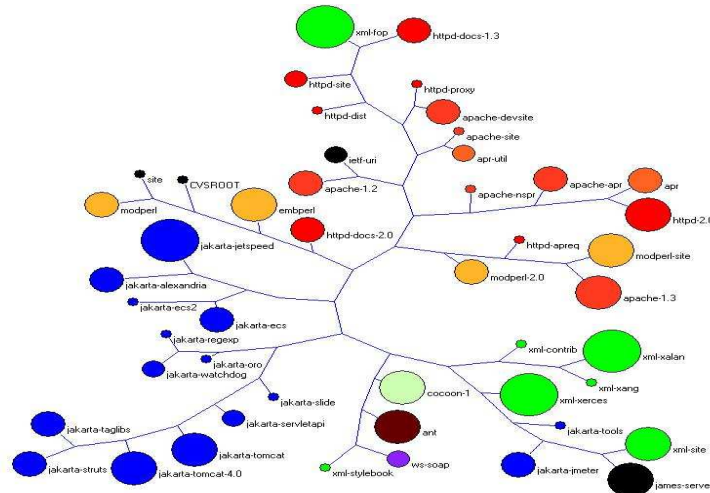 xml-fop
httpd-docs-1.3
httpd-site
httpd-proxy
httpd-dist
apache-devsite
apache-site
ietf-uri
apr-util
site
CVSROOT
apache-1.2
apache-nspr
apache-apr
apr
modperl
embperl
httpd-docs-2.0
httpd-2.0
jakarta-jetspeed
httpd-apreq
modperl-site
modperl-2.0
jakarta-alexandria
apache-1.3
jakarta-ecs2
jakarta-ecs
jakarta-regexp
xml-contrib
xml-xalan
jakarta-oro
jakarta-watchdog
xml-xang
cocoon-1
xml-xerces
jakarta-slide
jakarta-servletapi
jakarta-taglibs
ant
jakarta-tools
xml-site
jakarta-tomcat
ws-soap
jakarta-struts
jakarta-tomcat-4.0
xml-stylebook
jakarta-jmeter
james-serve